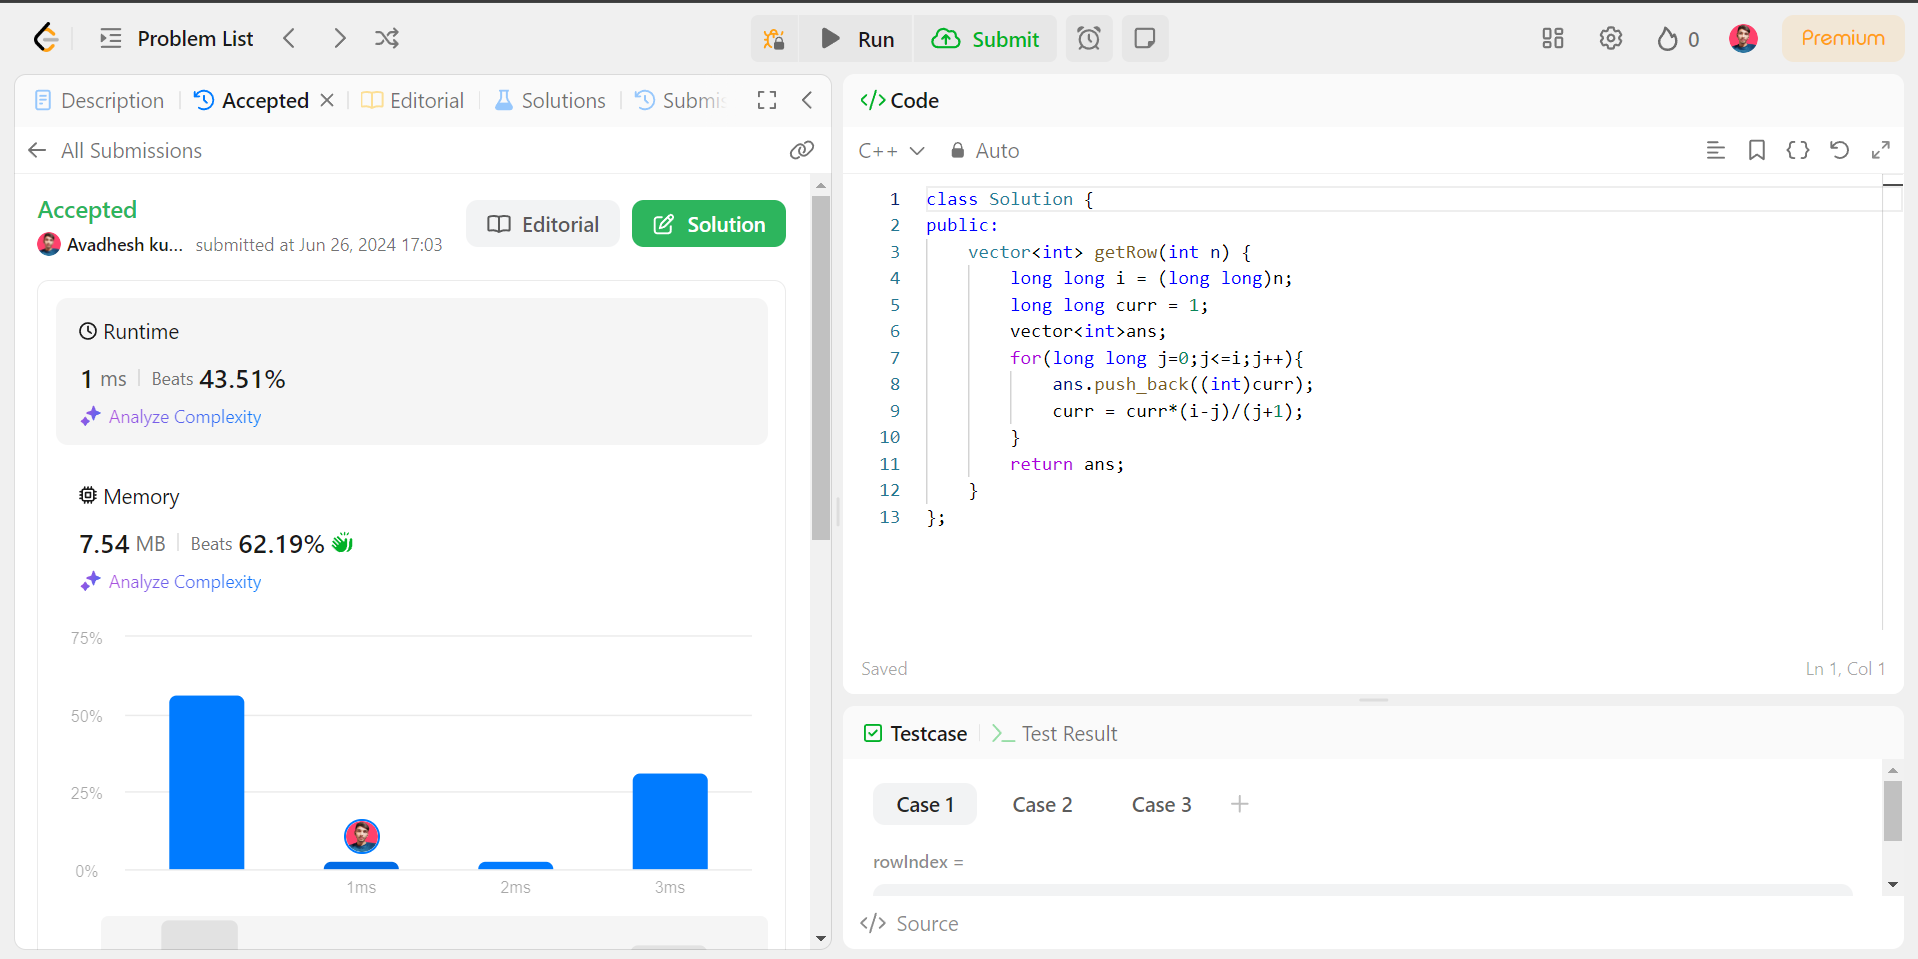 Problem List
Run
Submit
0
Premium
Description
Accepted
Editorial
Solutions
Submis
All Submissions
Accepted
Avadhesh ku... submitted at Jun 26, 2024 17:03
Editorial
Solution
Runtime
1 ms Beats 43.51%
Analyze Complexity
Memory
7.54 MB Beats 62.19%
Analyze Complexity
75%
50%
25%
0%
1ms 2ms 3ms
</> Code
C++ Auto
1 class Solution {
2 public:
3 vector<int> getRow(int n) {
4 long long i = (long long)n;
5 long long curr = 1;
6 vector<int>ans;
7 for(long long j=0;j<=i;j++){
8 ans.push_back((int)curr);
9 curr = curr*(i-j)/(j+1);
10 }
11 return ans;
12 }
13 };
Saved
Ln 1, Col 1
Testcase
Test Result
Case 1 Case 2 Case 3 +
rowIndex =
</> Source